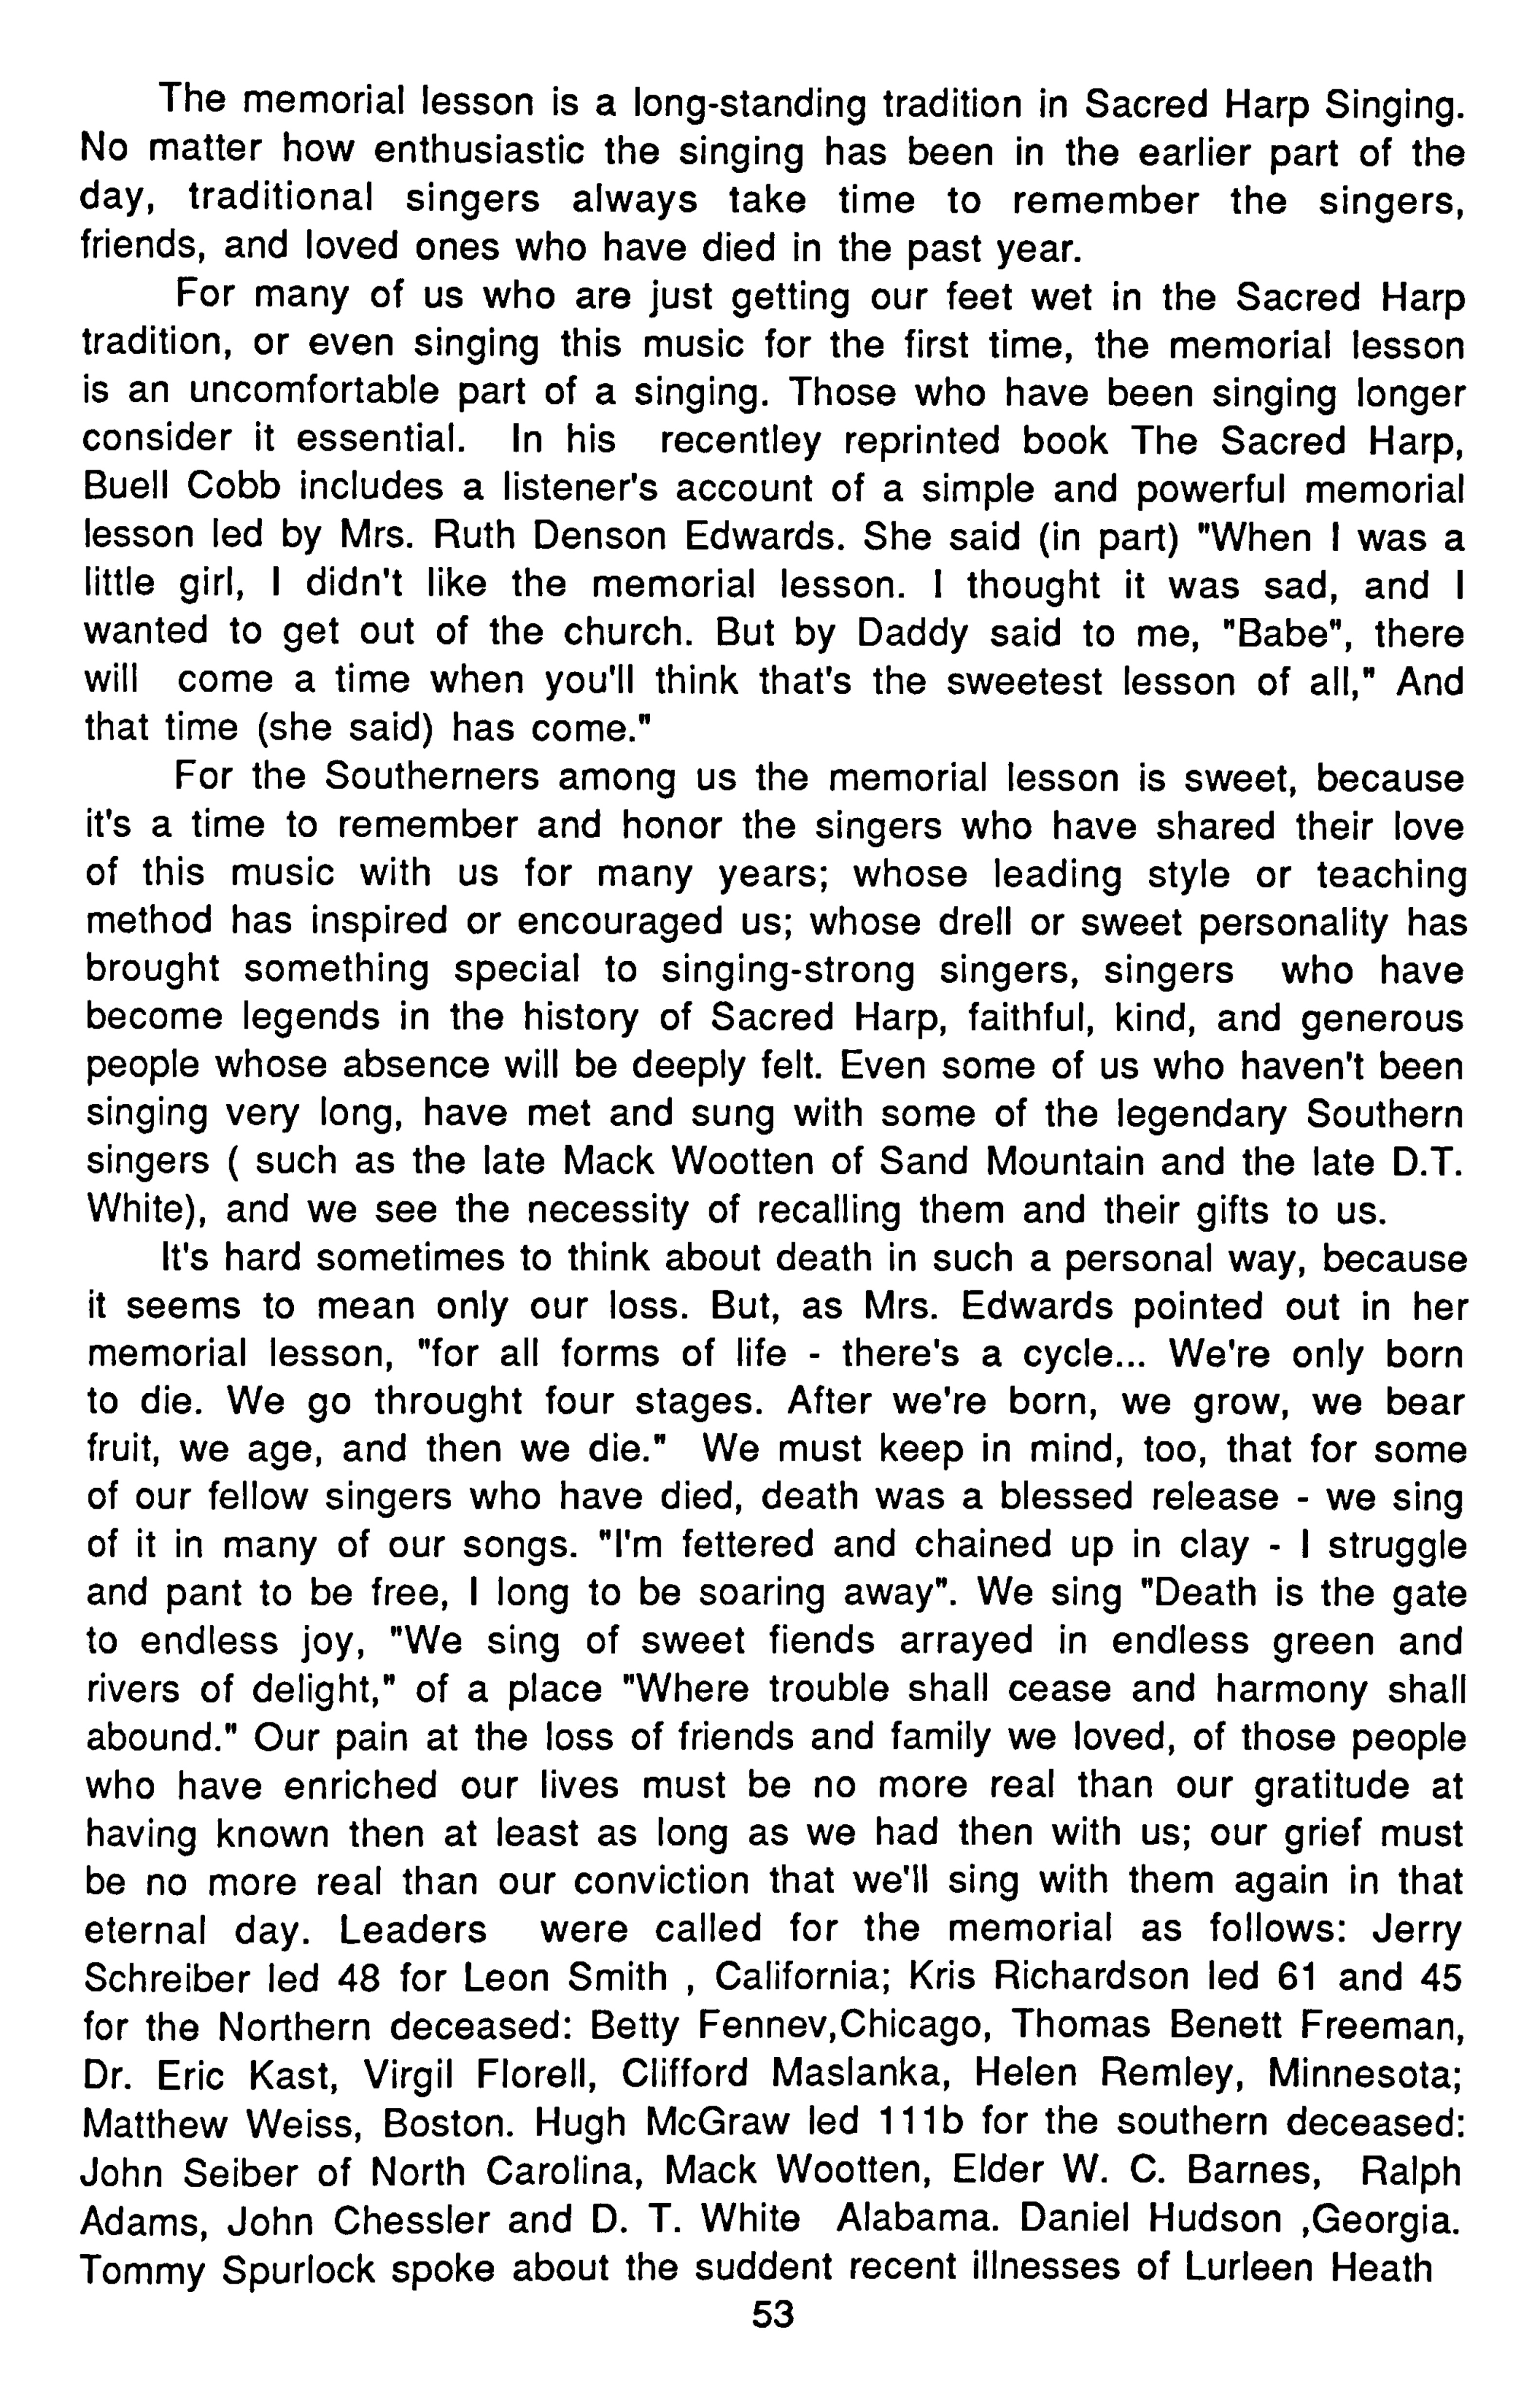 The memorial lesson is a long-standing tradition in Sacred Harp Singing.
No matter how enthusiastic the singing has been in the earlier part of the
day, traditional singers always take time to remember the singers,
friends, and loved ones who have died in the past year.
For many of us who are just getting our feet wet in the Sacred Harp
tradition, or even singing this music for the first time, the memorial lesson
is an uncomfortable part of a singing. Those who have been singing longer
consider it essential. In his recentley reprinted book The Sacred Harp,
Buell Cobb includes a listener's account of a simple and powerful memorial
lesson led by Mrs. Ruth Denson Edwards. She said (in part) "When I was a
little girl, I didn't like the memorial lesson. I thought it was sad, and I
wanted to get out of the church. But by Daddy said to me, "Babe", there
will come a time when you'll think that's the sweetest lesson of all," And
that time (she said) has come."
For the Southerners among us the memorial lesson is sweet, because
it's a time to remember and honor the singers who have shared their love
of this music with us for many years; whose leading style or teaching
method has inspired or encouraged us; whose drell or sweet personality has
brought something special to singing-strong singers, singers who have
become legends in the history of Sacred Harp, faithful, kind, and generous
people whose absence will be deeply felt. Even some of us who haven't been
singing very long, have met and sung with some of the legendary Southern
singers ( such as the late Mack Wootten of Sand Mountain and the late D.T.
White), and we see the necessity of recalling them and their gifts to us.
It's hard sometimes to think about death in such a personal way, because
it seems to mean only our loss. But, as Mrs. Edwards pointed out in her
memorial lesson, "for all forms of life - there's a cycle... We're only born
to die. We go throught four stages. After we're born, we grow, we bear
fruit, we age, and then we die." We must keep in mind, too, that for some
of our fellow singers who have died, death was a blessed release - we sing
of it in many of our songs. "I'm fettered and chained up in clay - I struggle
and pant to be free, I long to be soaring away". We sing "Death is the gate
to endless joy, "We sing of sweet fiends arrayed in endless green and
rivers of delight," of a place "Where trouble shall cease and harmony shall
abound." Our pain at the loss of friends and family we loved, of those people
who have enriched our lives must be no more real than our gratitude at
having known then at least as long as we had then with us; our grief must
be no more real than our conviction that we'll sing with them again in that
eternal day. Leaders were called for the memorial as follows: Jerry
Schreiber led 48 for Leon Smith , California; Kris Richardson led 61 and 45
for the Northern deceased: Betty Fennev,Chicago, Thomas Benett Freeman,
Dr. Eric Kast, Virgil Florell, Clifford Maslanka, Helen Remley, Minnesota;
Matthew Weiss, Boston. Hugh McGraw led 111b for the southern deceased:
John Seiber of North Carolina, Mack Wootten, Elder W. C. Barnes, Ralph
Adams, John Chessler and D. T. White Alabama. Daniel Hudson ,Georgia.
Tommy Spurlock spoke about the suddent recent illnesses of Lurleen Heath
53